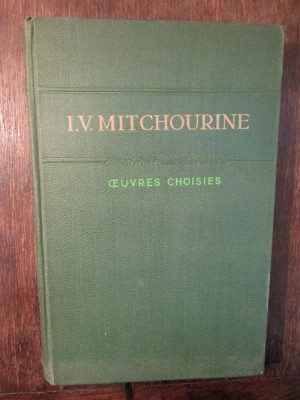 I.V. MITCHOURINE
ŒUVRES CHOISIES